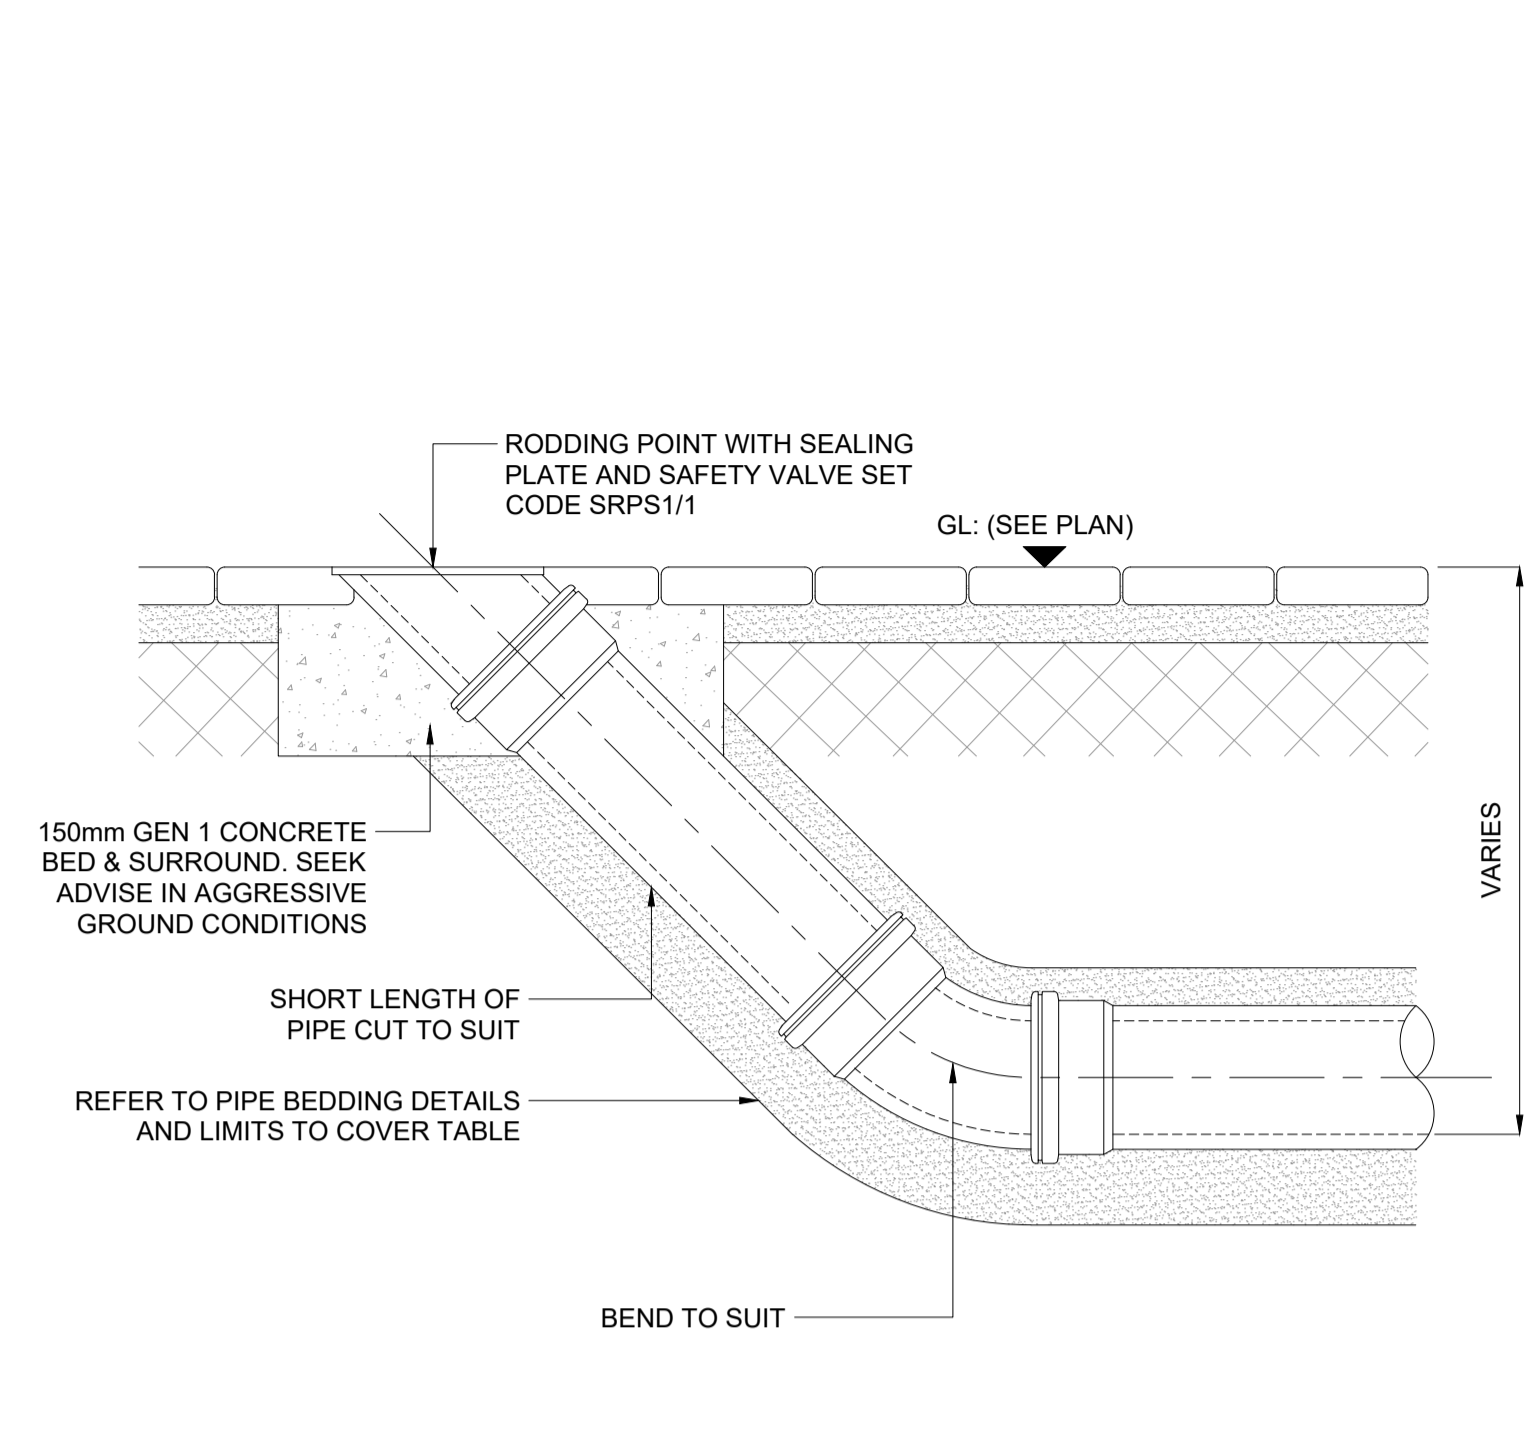 RODDING POINT WITH SEALING
PLATE AND SAFETY VALVE SET
CODE SRPS1/1
GL: (SEE PLAN)
150mm GEN 1 CONCRETE
BED & SURROUND. SEEK
ADVISE IN AGGRESSIVE
GROUND CONDITIONS
VARIES
SHORT LENGTH OF
PIPE CUT TO SUIT
REFER TO PIPE BEDDING DETAILS
AND LIMITS TO COVER TABLE
BEND TO SUIT